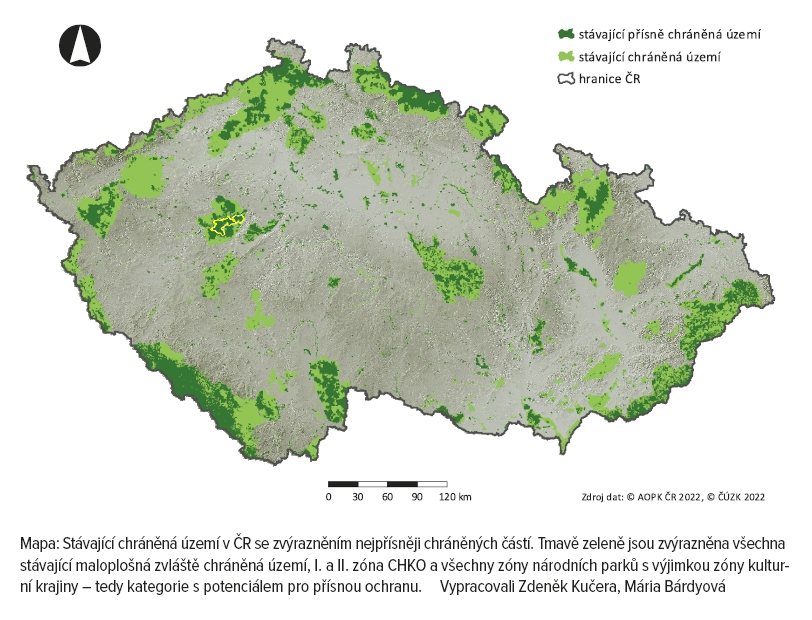 stávající přísně chráněná území
stávající chráněná území
hranice ČR
0 30 60 90 120 km
Zdroj dat: © AOPK ČR 2022, © ČÚZK 2022
Mapa: Stávající chráněná území v ČR se zvýrazněním nejpřísněji chráněných částí. Tmavě zeleně jsou zvýrazněna všechna
stávající maloplošná zvláště chráněná území, I. a II. zóna CHKO a všechny zóny národních parků s výjimkou zóny kultur-
ní krajiny – tedy kategorie s potenciálem pro přísnou ochranu. Vypracovali Zdeněk Kučera, Mária Bárdyová